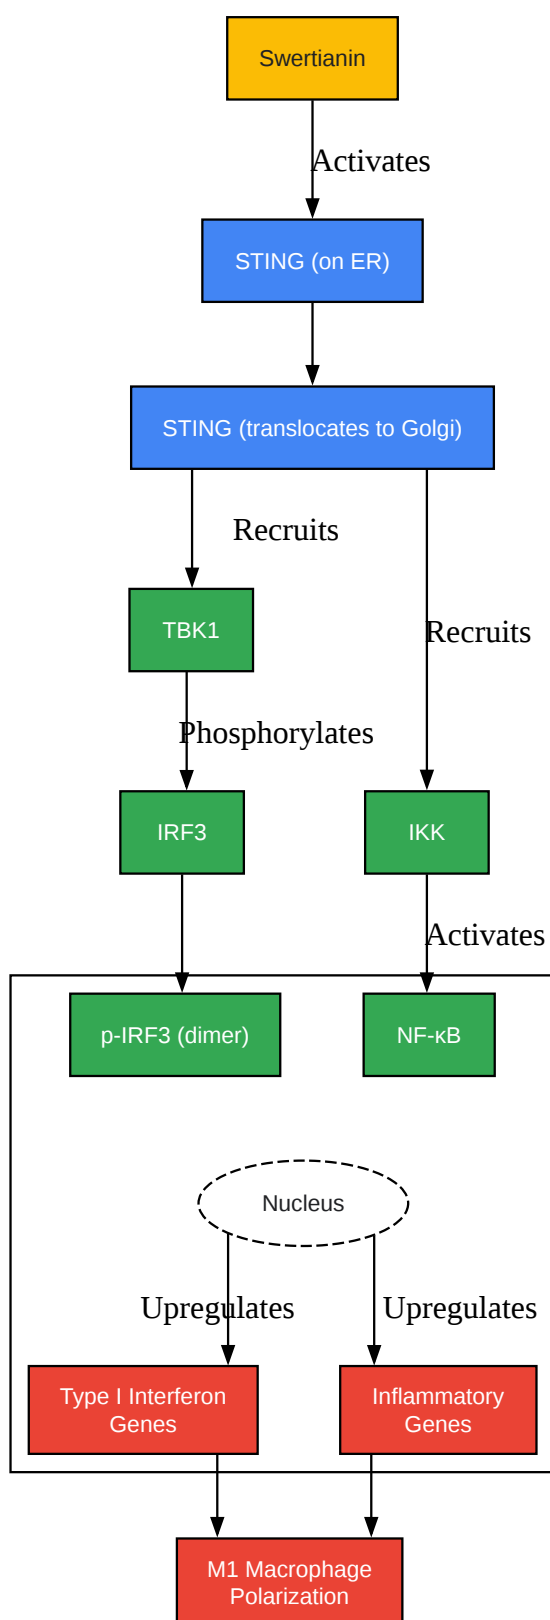 Swertianin
Activates
STING (on ER)
STING (translocates to Golgi)
Recruits
TBK1
Recruits
Phosphorylates
IRF3
IKK
Activates
p-IRF3 (dimer)
NF-κB
Nucleus
Upregulates
Upregulates
Type I Interferon
Genes
Inflammatory
Genes
M1 Macrophage
Polarization